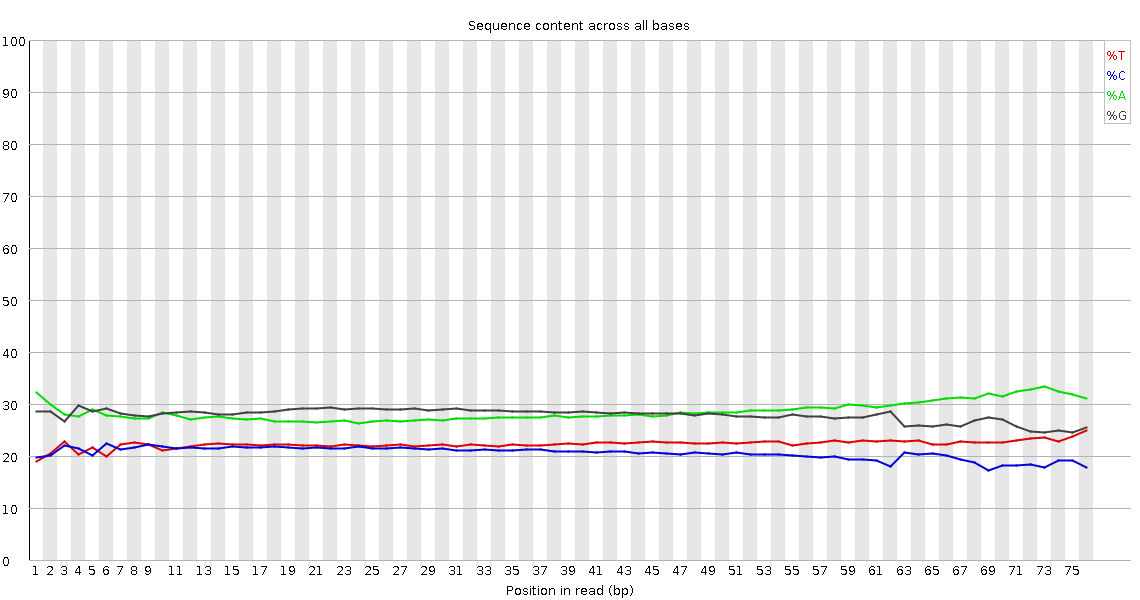 Sequence content across all bases
100
90
80
70
60
50
40
30
20
10
0
%T
%C
%A
%G
1 2 3 4 5 6 7 8 9 11 13 15 17 19 21 23 25 27 29 31 33 35 37 39 41 43 45 47 49 51 53 55 57 59 61 63 65 67 69 71 73 75
Position in read (bp)